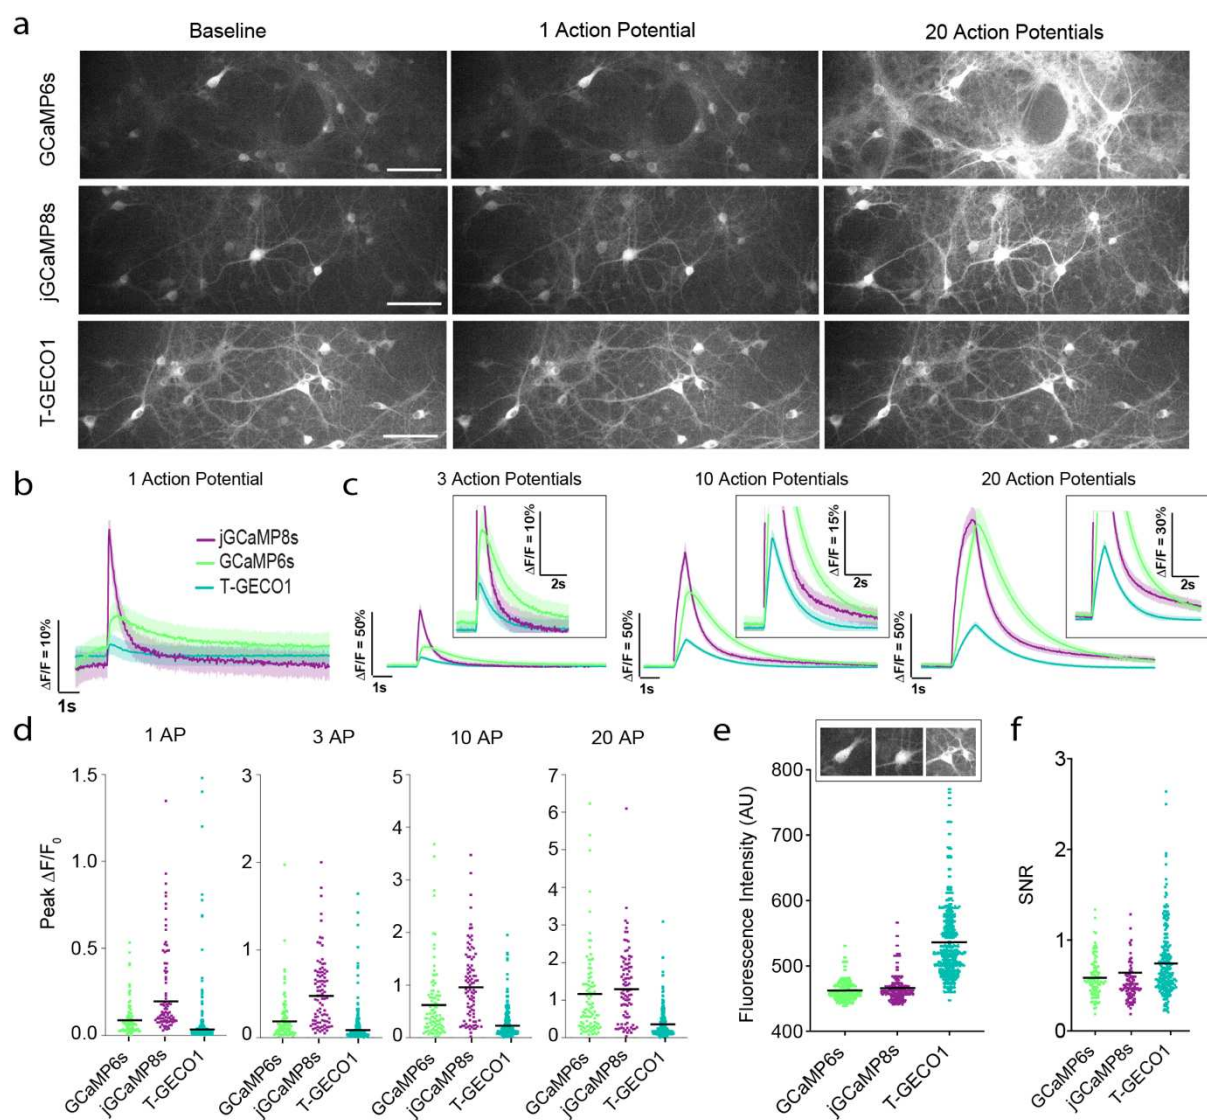 a
Baseline
1 Action Potential
20 Action Potentials
GCaMP6s
jGCaMP8s
T-GECO1
b
1 Action Potential
jGCaMP8s
GCaMP6s
T-GECO1
ΔF/F = 10%
1s
c
3 Action Potentials
10 Action Potentials
20 Action Potentials
ΔF/F = 10%
2s
ΔF/F = 50%
1s
ΔF/F = 15%
2s
ΔF/F = 50%
1s
ΔF/F = 30%
2s
ΔF/F = 50%
1s
d
1 AP
3 AP
10 AP
20 AP
Peak ΔF/F0
1.5
1.0
0.5
0.0
GCaMP6s
jGCaMP8s
T-GECO1
3
2
1
0
GCaMP6s
jGCaMP8s
T-GECO1
5
4
3
2
1
0
GCaMP6s
jGCaMP8s
T-GECO1
7
6
5
4
3
2
1
0
GCaMP6s
jGCaMP8s
T-GECO1
e
Fluorescence Intensity (AU)
800
700
600
500
400
GCaMP6s
jGCaMP8s
T-GECO1
f
SNR
3
2
1
0
GCaMP6s
jGCaMP8s
T-GECO1